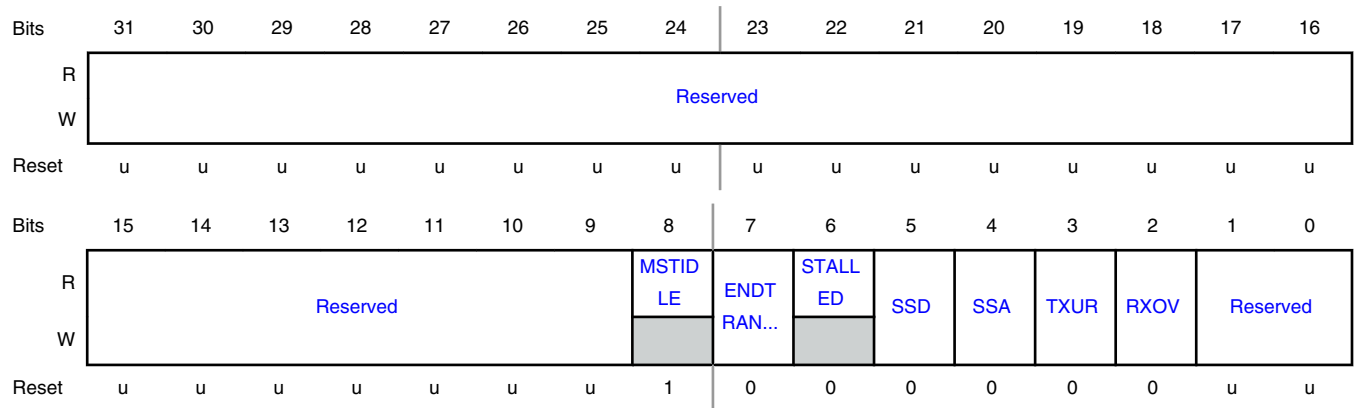 Bits 31 30 29 28 27 26 25 24 23 22 21 20 19 18 17 16
R
Reserved
W
Reset u u u u u u u u u u u u u u u u
Bits 15 14 13 12 11 10 9 8 7 6 5 4 3 2 1 0
R Reserved MSTID LE ENDT RAN... STALL ED SSD SSA TXUR RXOV Reserved
W
Reset u u u u u u u 1 0 0 0 0 0 0 u u